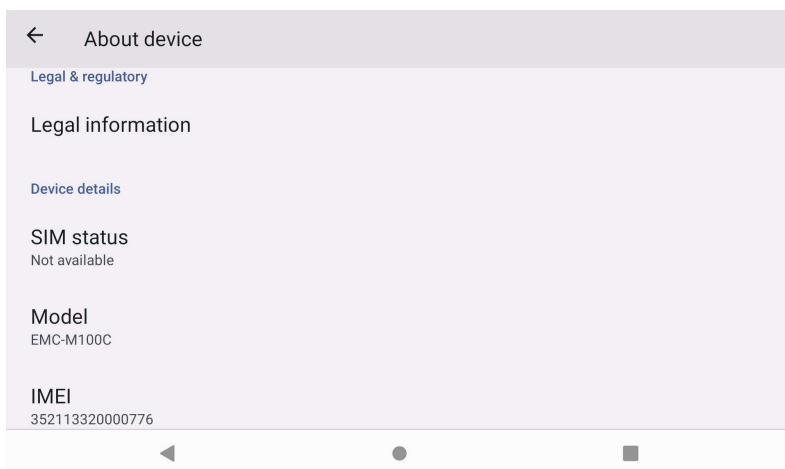 About device
Legal & regulatory
Legal information
Device details
SIM status
Not available
Model
EMC-M100C
IMEI
352113320000776